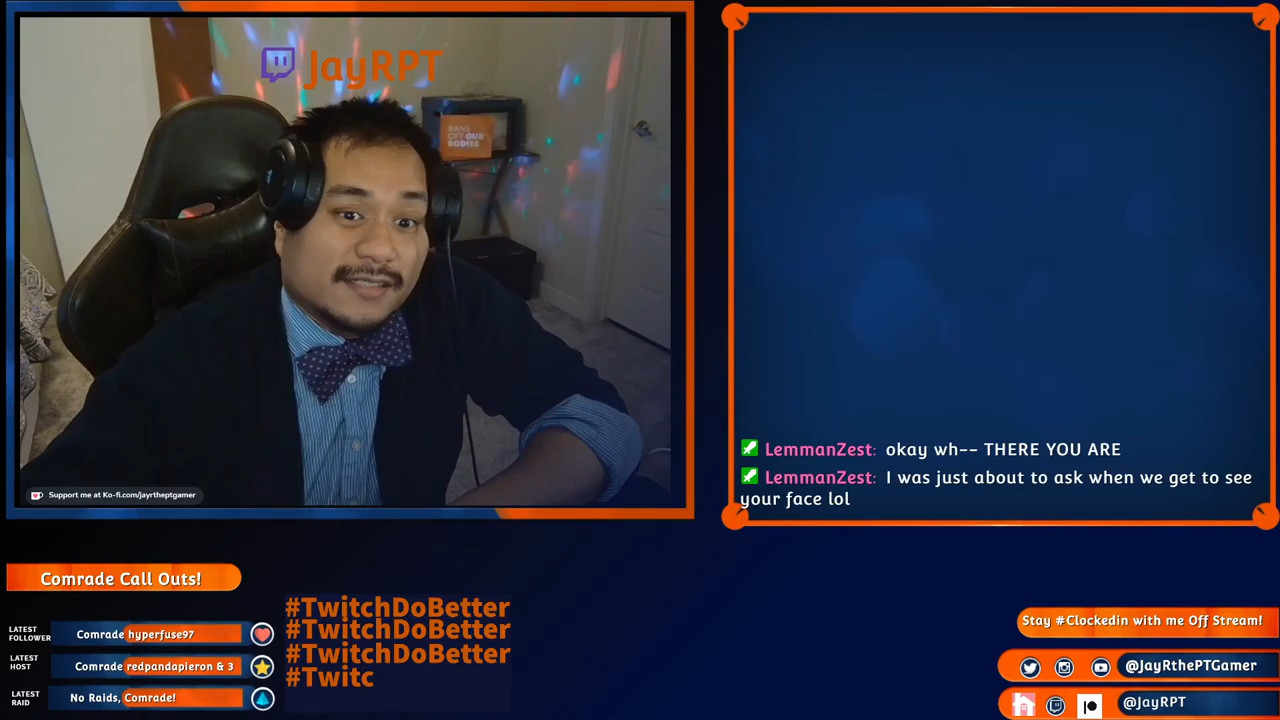 JayRPT
BANS
OFF OUR
BODIES
Support me at Ko-fi.com/jayrtheptgamer
LemmanZest: okay wh-- THERE YOU ARE
LemmanZest: I was just about to ask when we get to see
your face lol
Comrade Call Outs!
LATEST
FOLLOWER
Comrade hyperfuse97
LATEST
HOST
Comrade redpandapieron & 3
LATEST
RAID
No Raids, Comrade!
#TwitchDoBetter
#TwitchDoBetter
#TwitchDoBetter
#Twitc
Stay #Clockedin with me Off Stream!
@JayRthePTGamer
@JayRPT